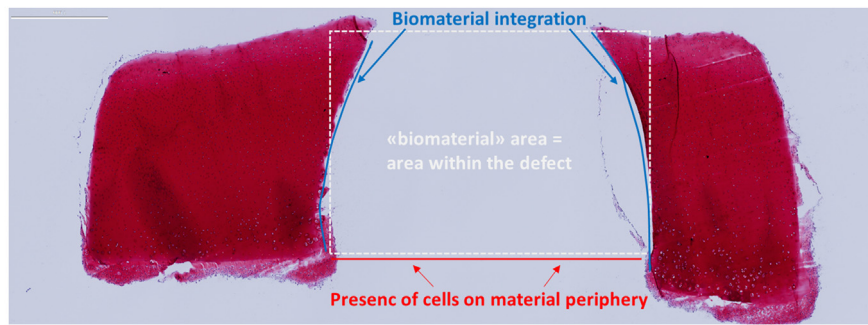 Biomaterial integration
«biomaterial» area =
area within the defect
Presenc of cells on material periphery